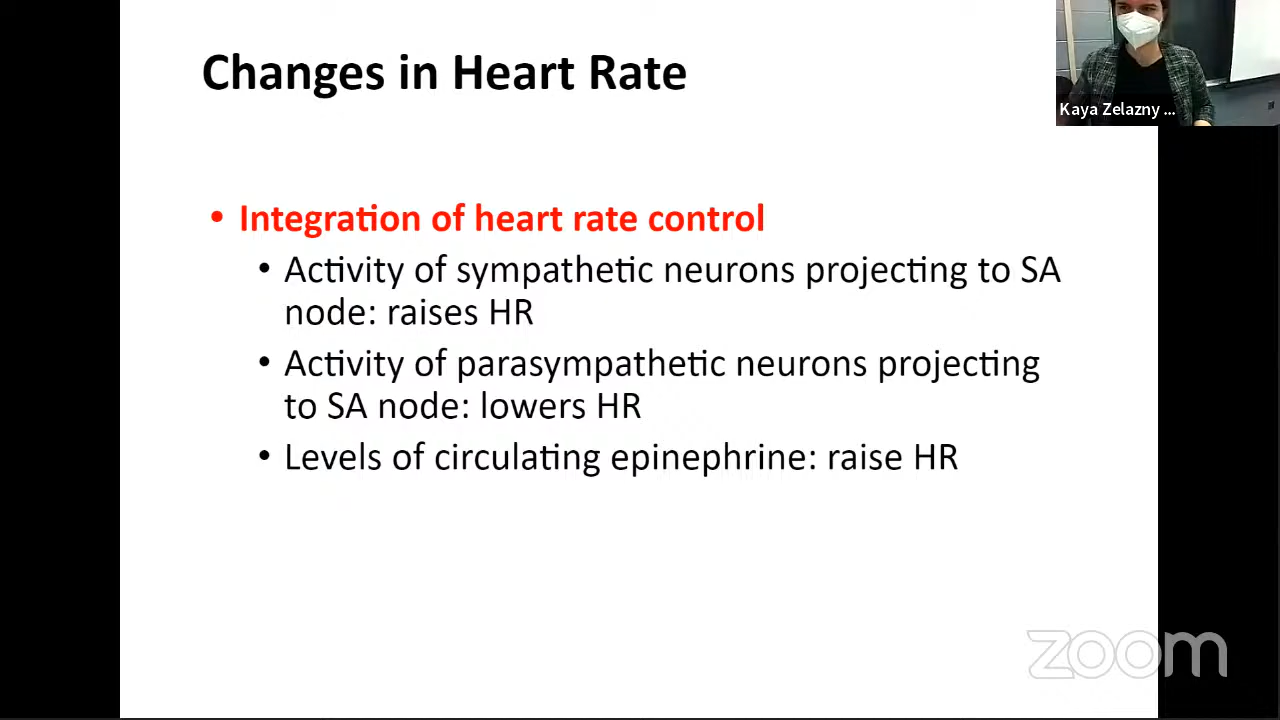 Changes in Heart Rate
Kaya Zelazny ...
• Integration of heart rate control
• Activity of sympathetic neurons projecting to SA
node: raises HR
• Activity of parasympathetic neurons projecting
to SA node: lowers HR
• Levels of circulating epinephrine: raise HR
zoom